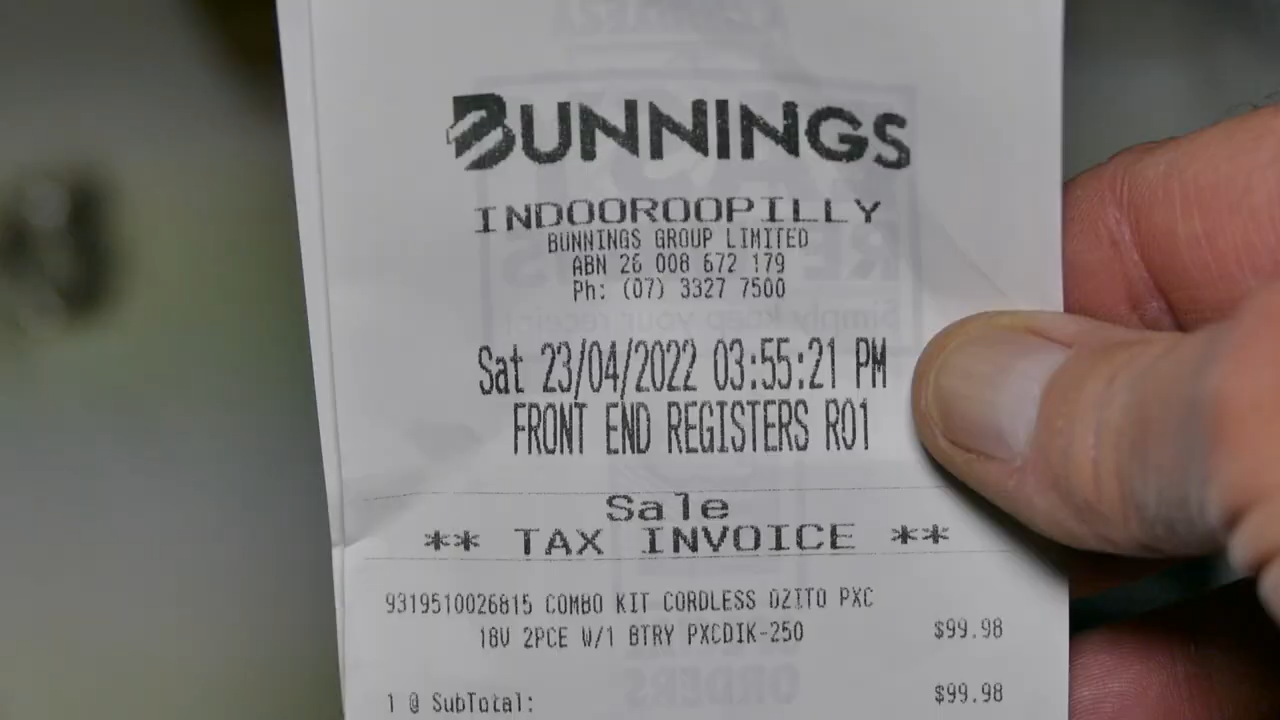 BUNNINGS
INDOOROOPILLY
BUNNINGS GROUP LIMITED
ABN 26 008 672 179
Ph: (07) 3327 7500
Sat 23/04/2022 03:55:21 PM
FRONT END REGISTERS R01
Sale
** TAX INVOICE **
9319510026815 COMBO KIT CORDLESS OZITO PXC
18V 2PCE W/1 BTRY PXCDIK-250 $99.98
1 @ SubTotal: $99.98